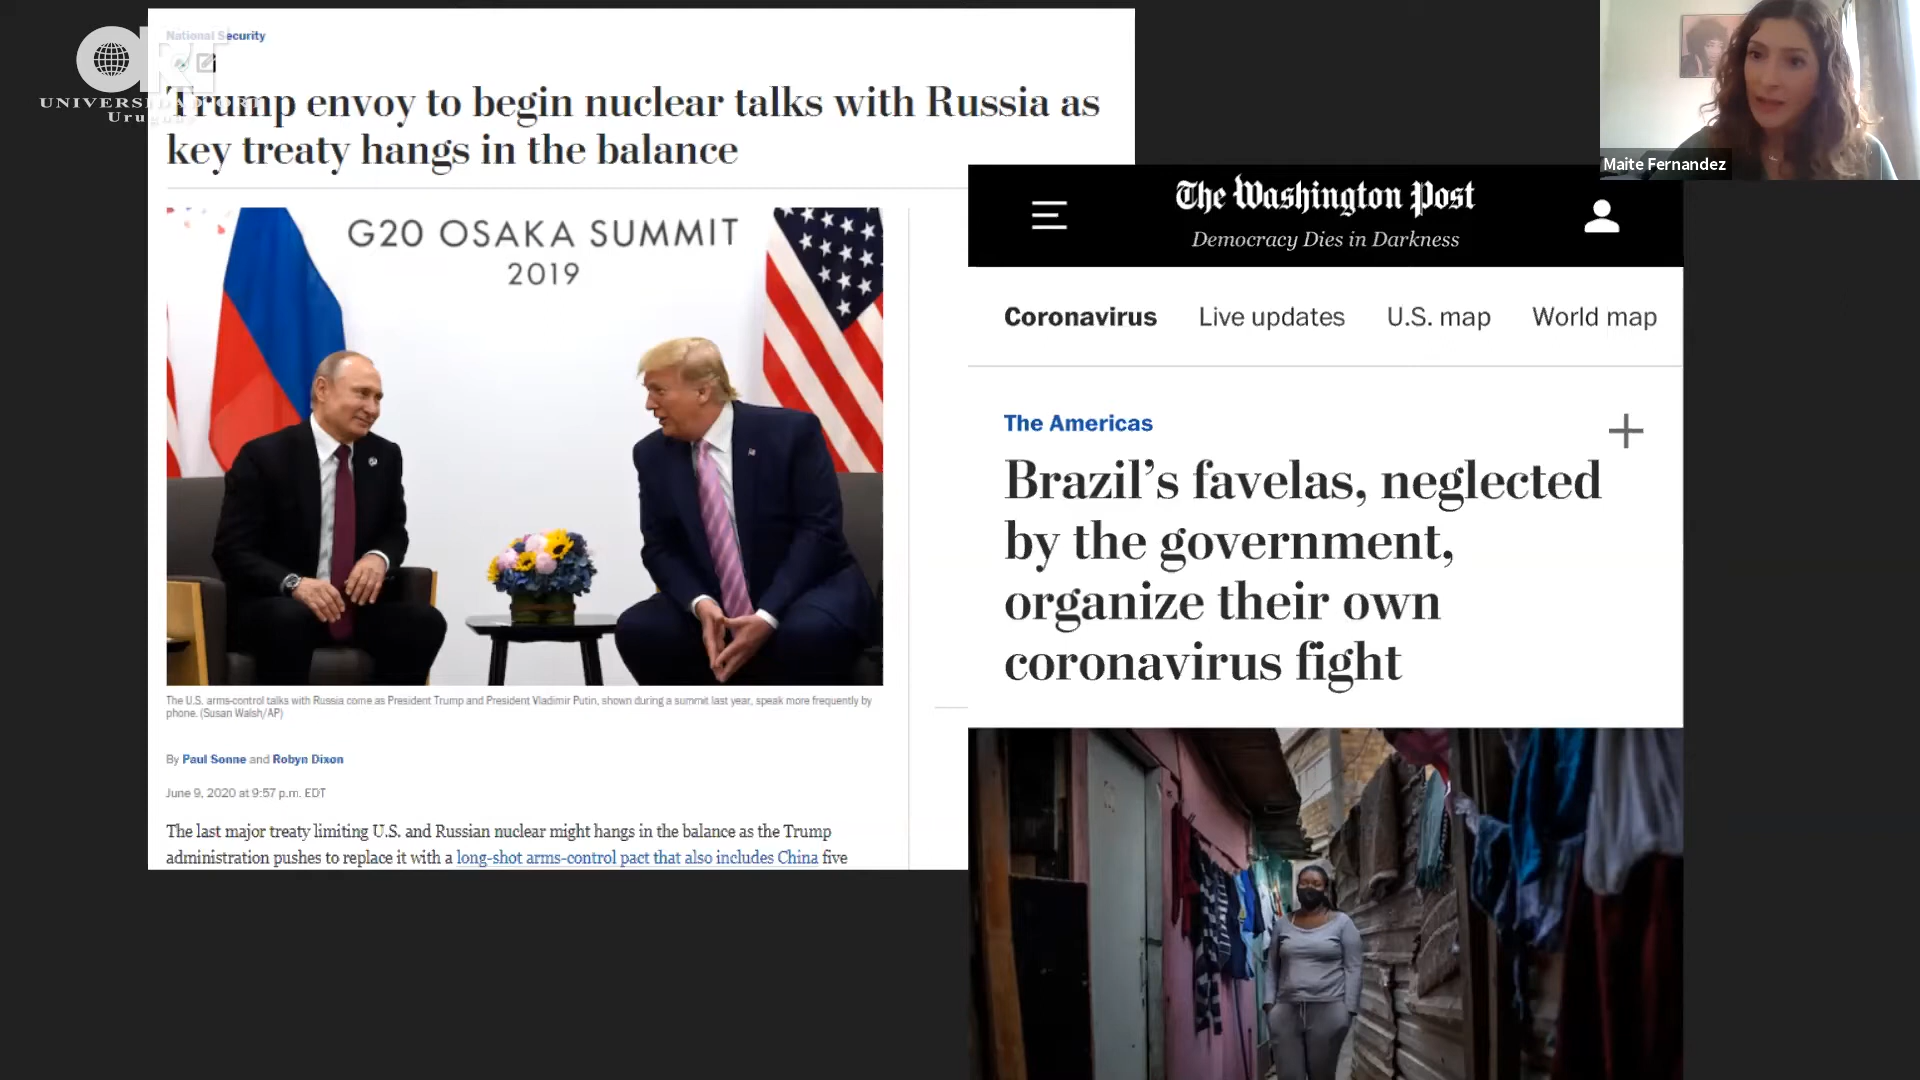 National Security
ORT
UNIVERSIDAD ORT
Uruguay
Trump envoy to begin nuclear talks with Russia as
key treaty hangs in the balance
G20 OSAKA SUMMIT
2019
The U.S. arms-control talks with Russia come as President Trump and President Vladimir Putin, shown during a summit last year, speak more frequently by
phone. (Susan Walsh/AP)
By Paul Sonne and Robyn Dixon
June 9, 2020 at 9:57 p.m. EDT
The last major treaty limiting U.S. and Russian nuclear might hangs in the balance as the Trump
administration pushes to replace it with a long-shot arms-control pact that also includes China five
Maite Fernandez
The Washington Post
Democracy Dies in Darkness
Coronavirus Live updates U.S. map World map
The Americas
Brazil’s favelas, neglected
by the government,
organize their own
coronavirus fight